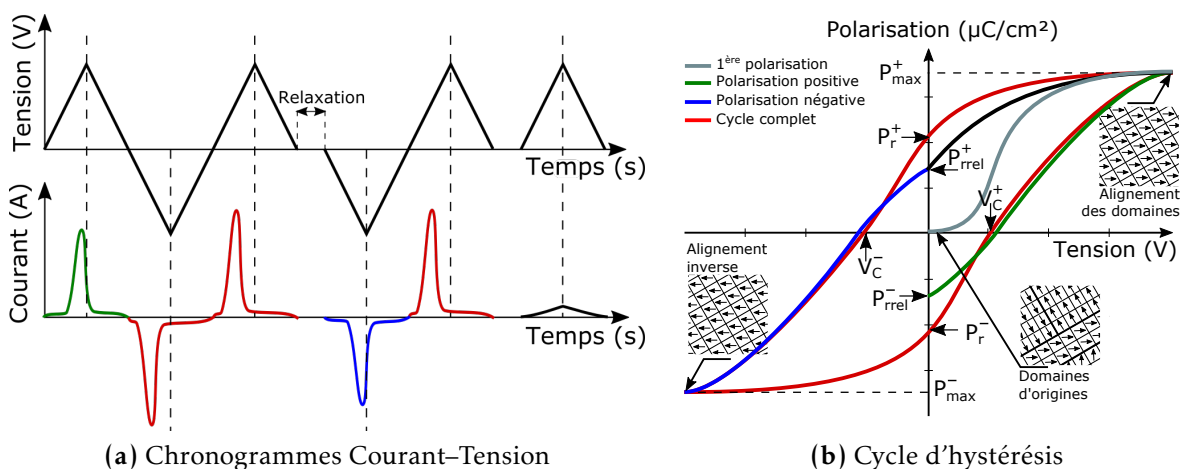 Tension (V)
Relaxation
Temps (s)
Courant (A)
Temps (s)
(a) Chronogrammes Courant–Tension
Polarisation (µC/cm²)
1ère polarisation
Polarisation positive
Polarisation négative
Cycle complet
P+max
P+r
P+rrel
Alignement
des domaines
V+C
Tension (V)
Alignement
inverse
V-C
P-rrel
P-r
P-max
Domaines
d'origines
(b) Cycle d'hystérésis